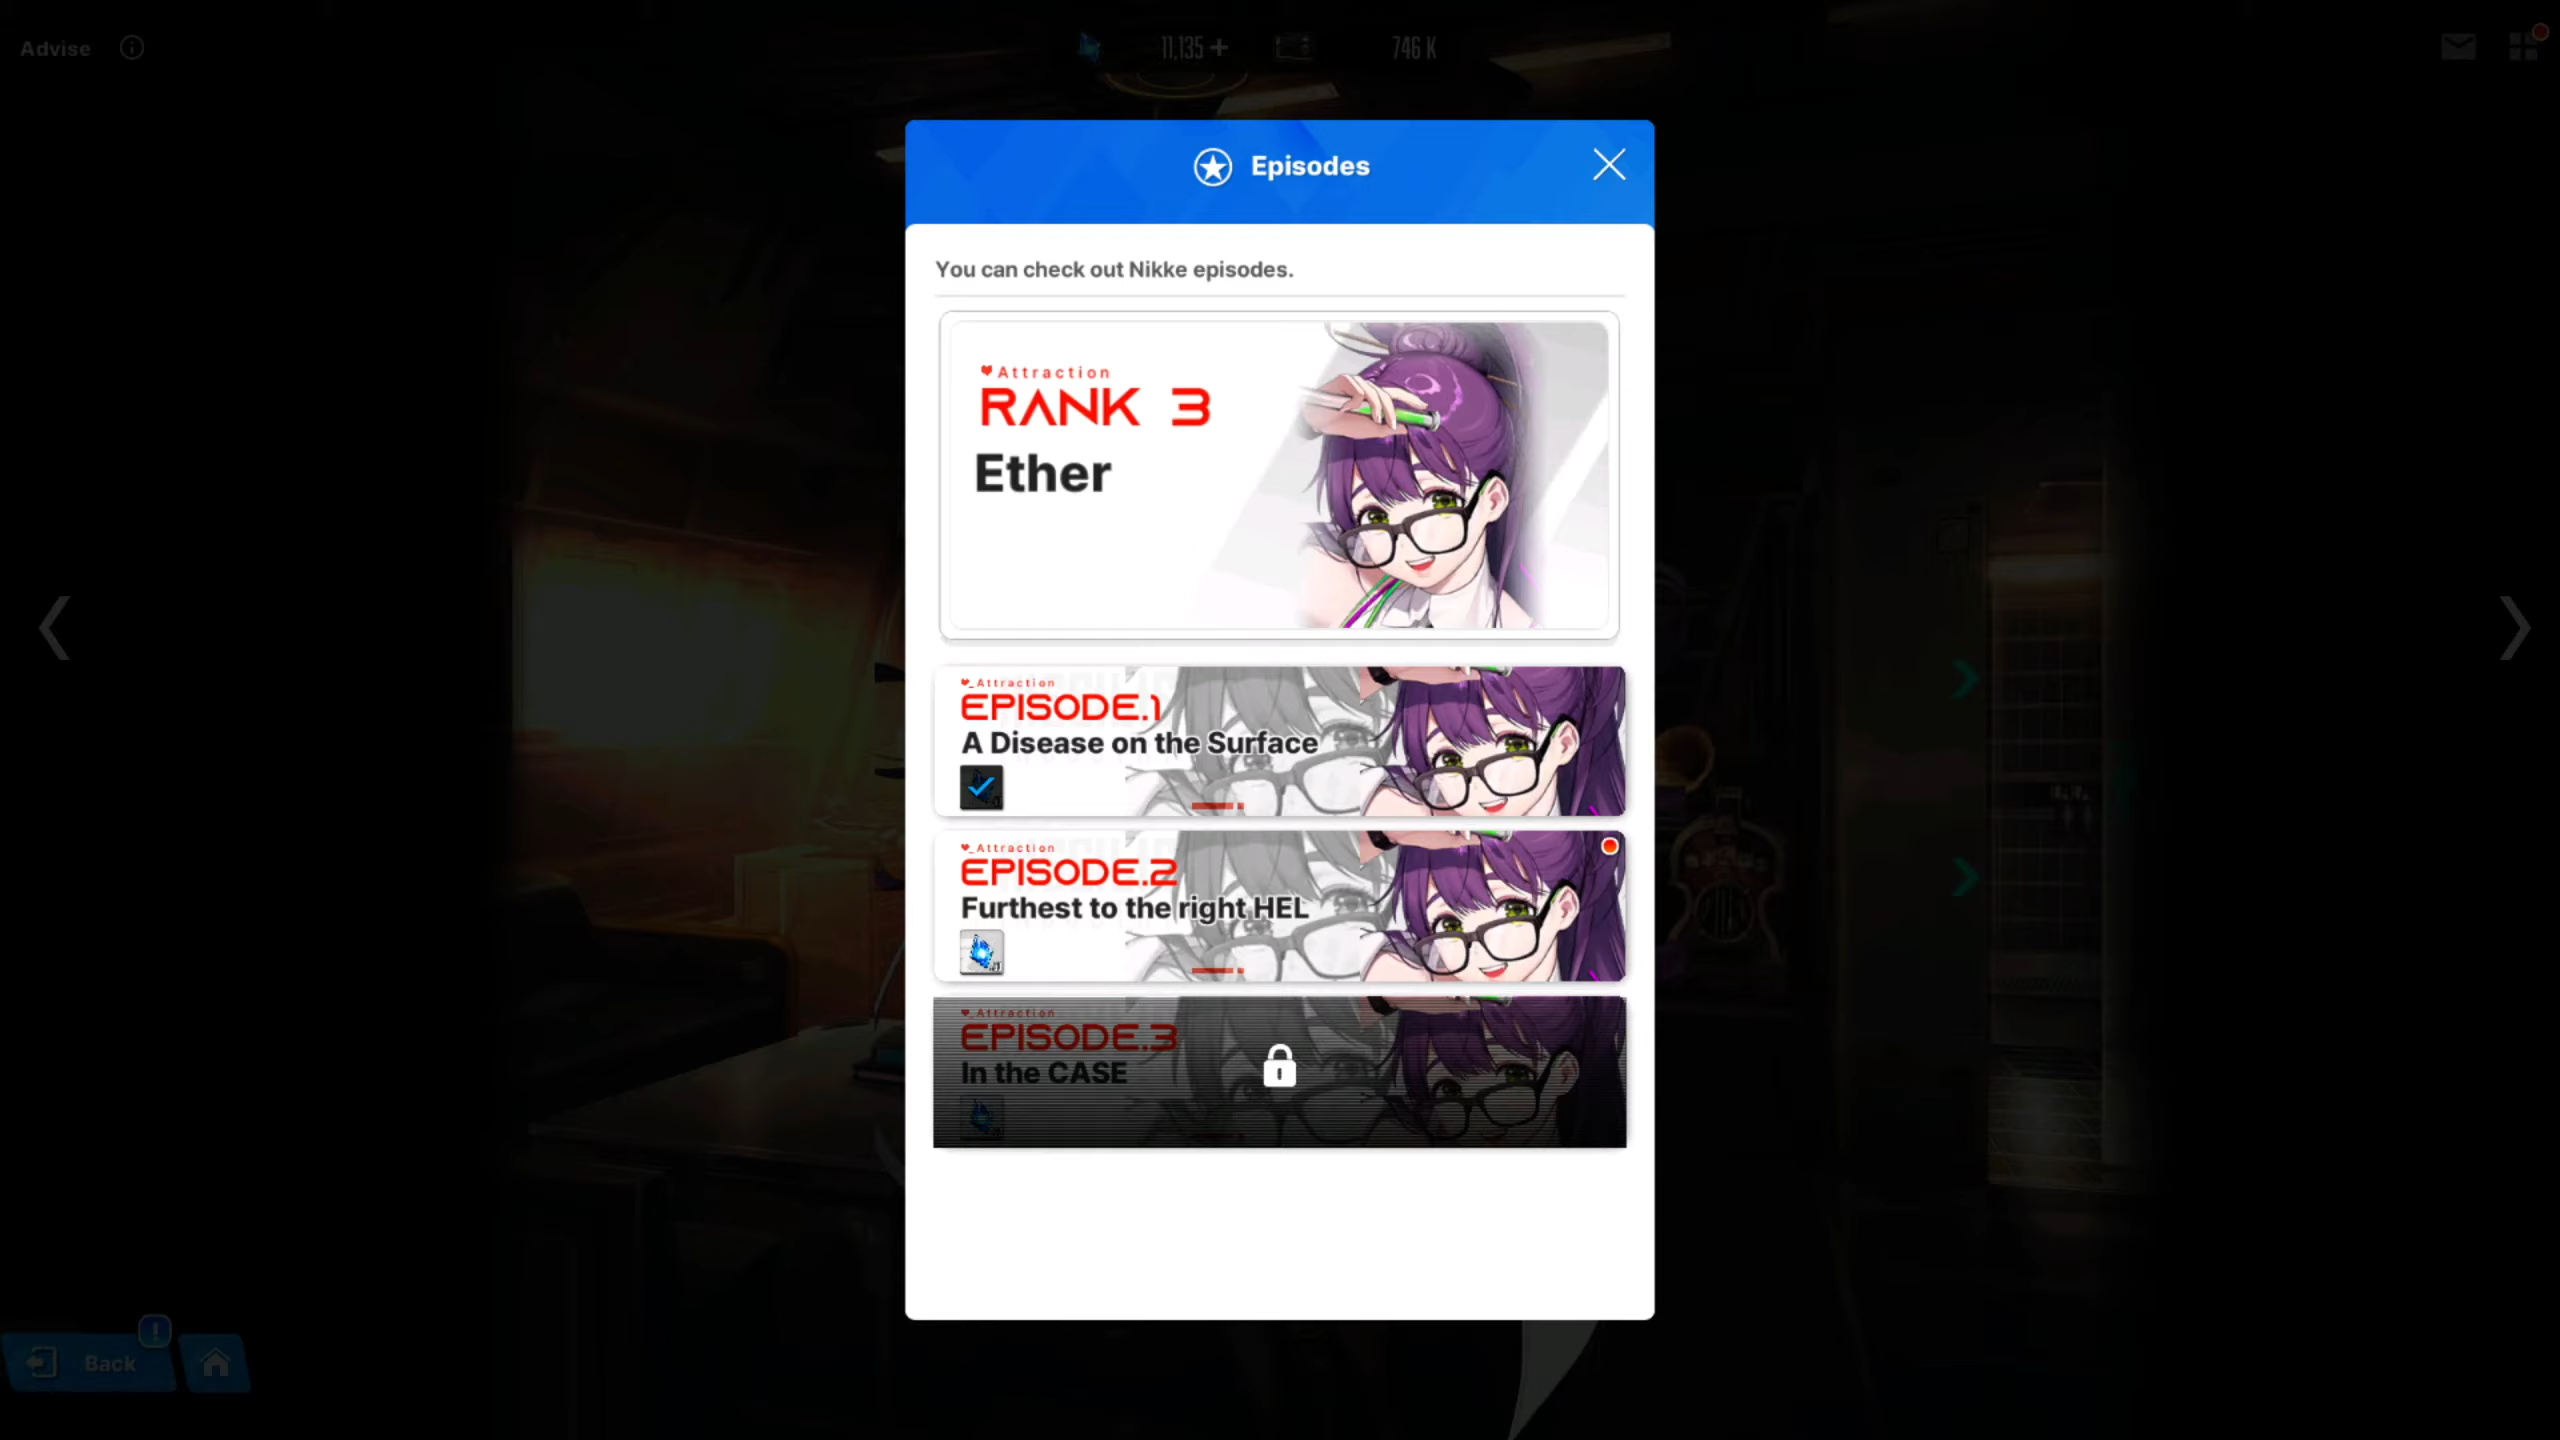 Advise
11,135
746 K
Episodes
You can check out Nikke episodes.
Attraction
RANK 3
Ether
Attraction
EPISODE.1
A Disease on the Surface
Attraction
EPISODE.2
Furthest to the right HEL
Attraction
EPISODE.3
In the CASE
Back